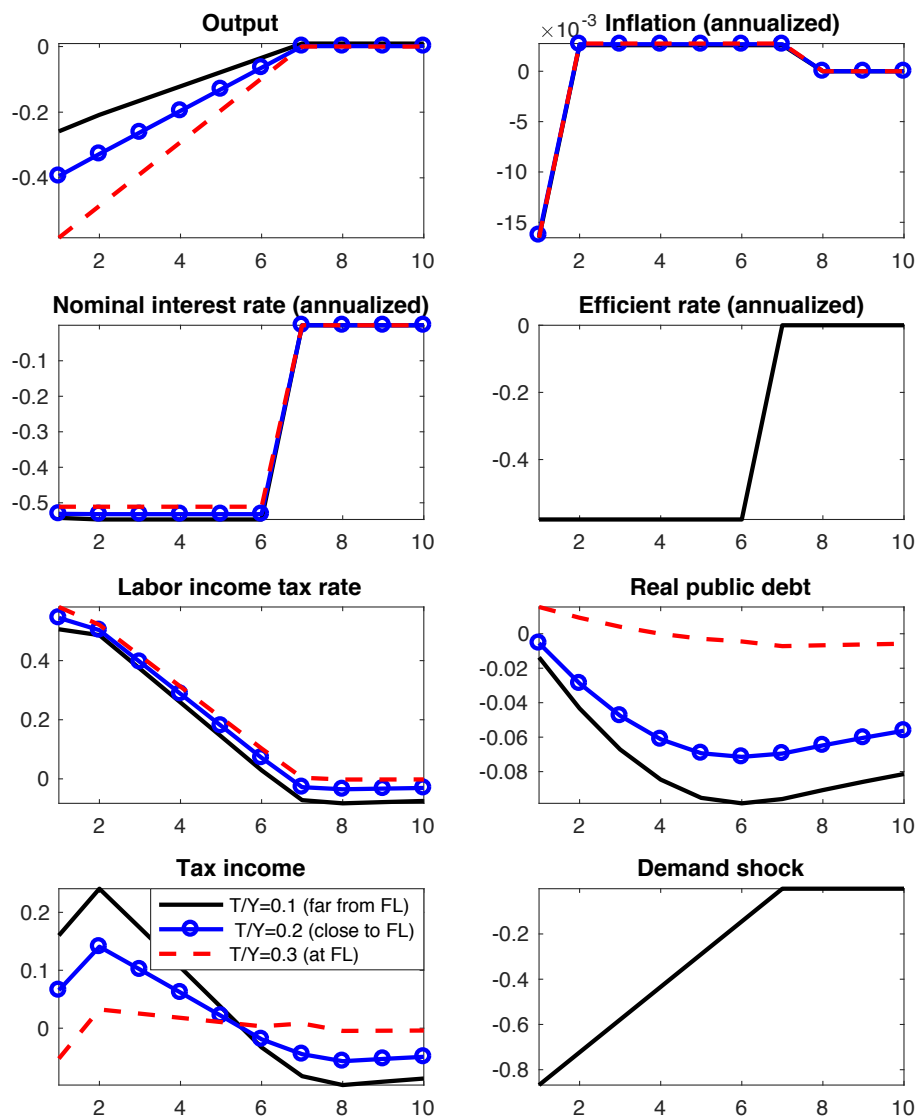 Output
0
-0.2
-0.4
2 4 6 8 10
×10⁻³ Inflation (annualized)
0
-5
-10
-15
2 4 6 8 10
Nominal interest rate (annualized)
-0.1
-0.2
-0.3
-0.4
-0.5
2 4 6 8 10
Efficient rate (annualized)
0
-0.2
-0.4
2 4 6 8 10
Labor income tax rate
0.4
0.2
0
2 4 6 8 10
Real public debt
0
-0.02
-0.04
-0.06
-0.08
2 4 6 8 10
Tax income
0.2
0.1
0
2 4 6 8 10
T/Y=0.1 (far from FL)
T/Y=0.2 (close to FL)
T/Y=0.3 (at FL)
Demand shock
-0.2
-0.4
-0.6
-0.8
2 4 6 8 10